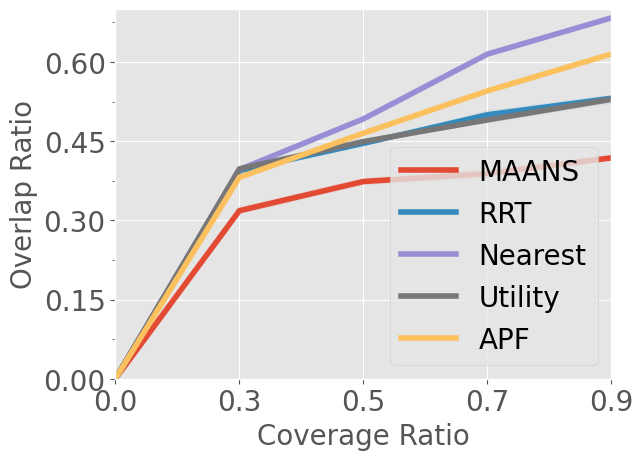 0.60
0.45
0.30
0.15
0.00
Overlap Ratio
MAANS
RRT
Nearest
Utility
APF
0.0 0.3 0.5 0.7 0.9
Coverage Ratio